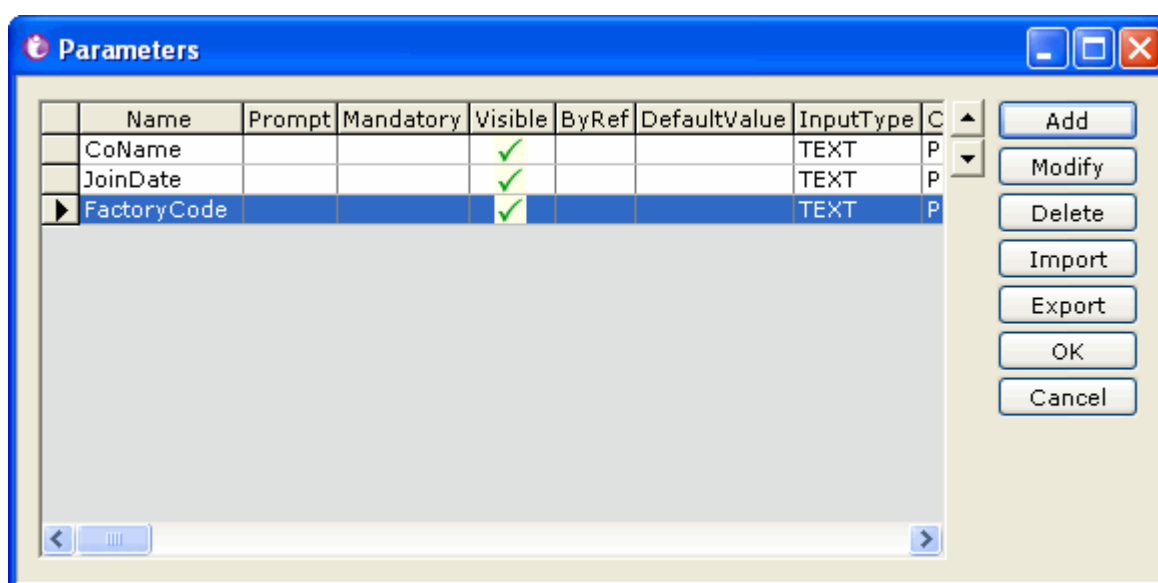 Parameters
Name Prompt Mandatory Visible ByRef DefaultValue InputType C
CoName TEXT P
JoinDate TEXT P
FactoryCode TEXT P
Add
Modify
Delete
Import
Export
OK
Cancel